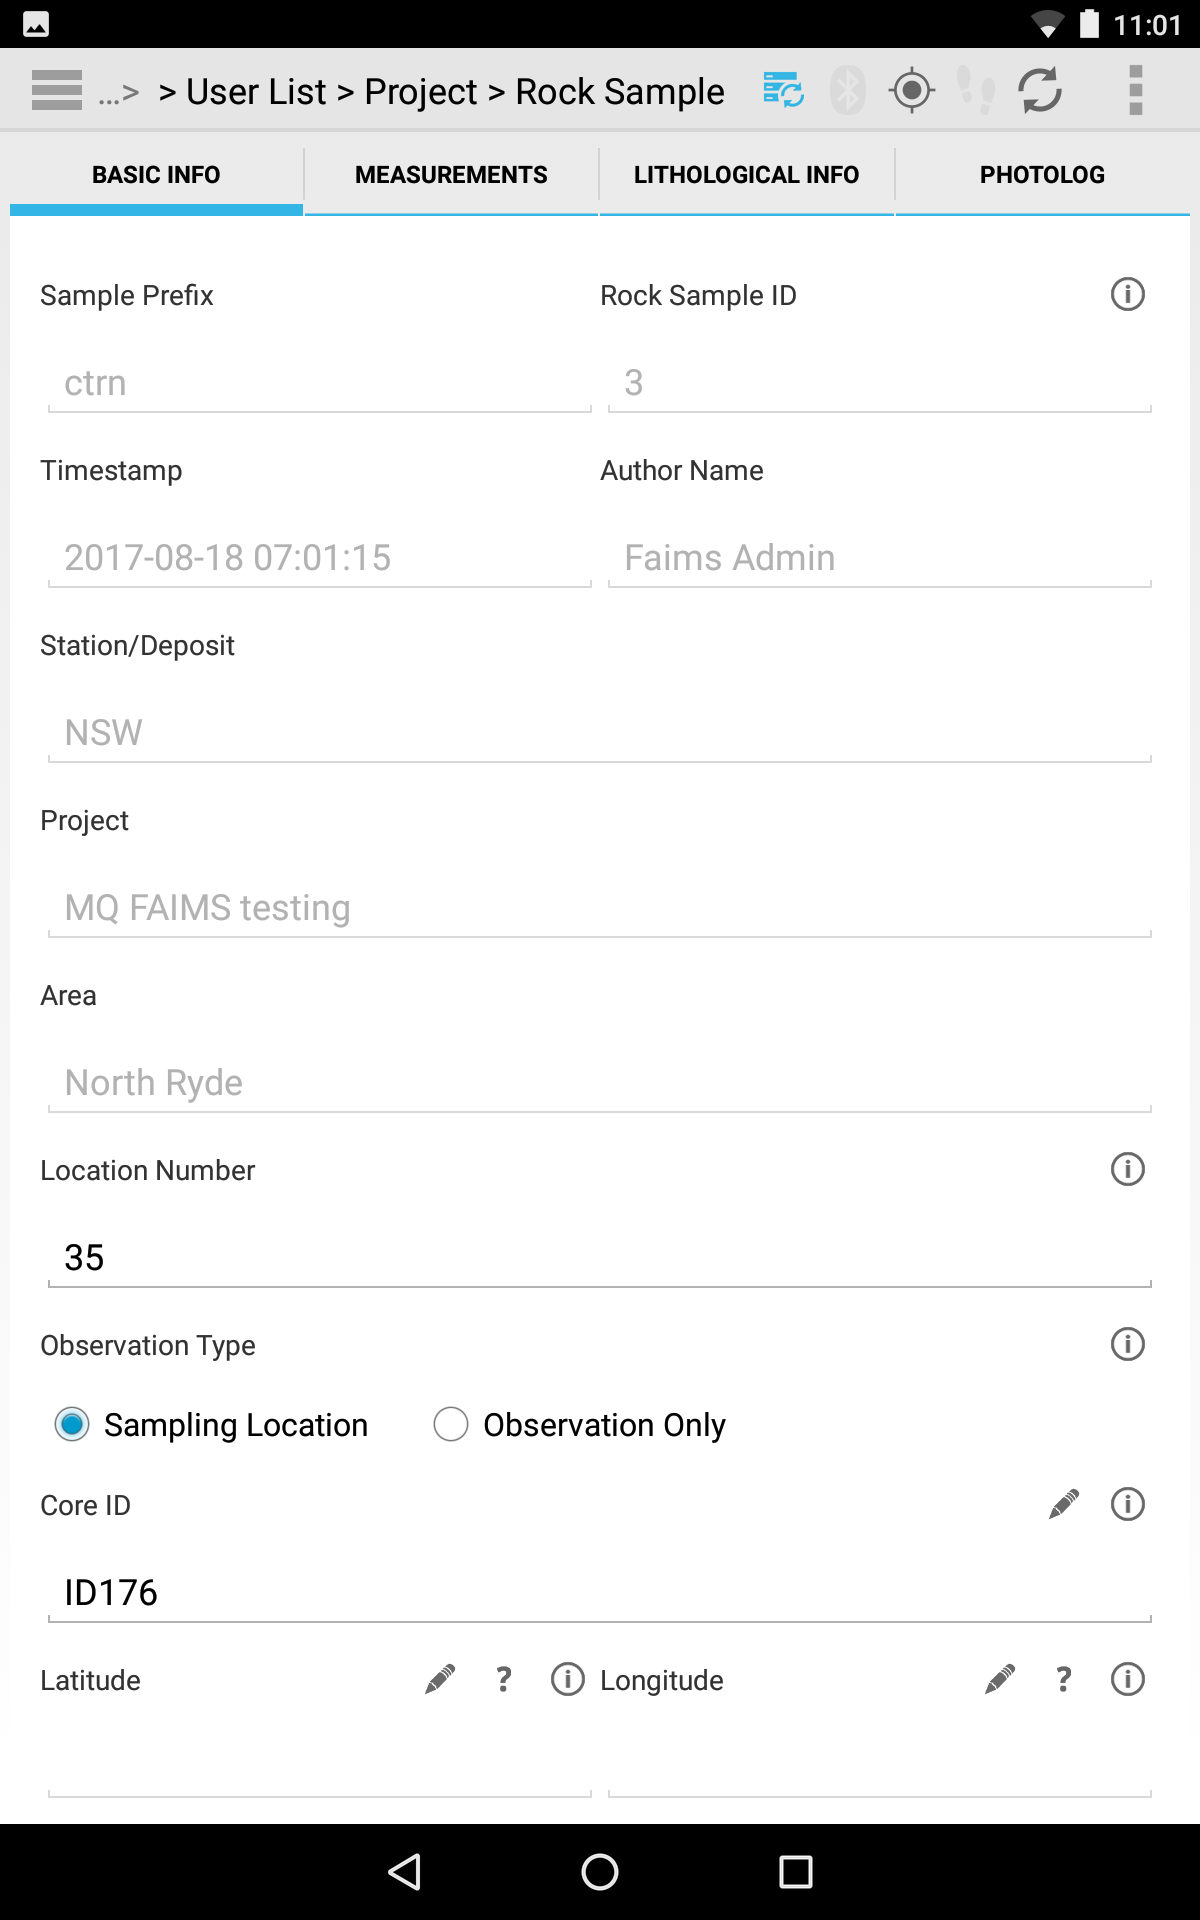 11:01
...> > User List > Project > Rock Sample
BASIC INFO MEASUREMENTS LITHOLOGICAL INFO PHOTOLOG
Sample Prefix Rock Sample ID
ctrn 3
Timestamp Author Name
2017-08-18 07:01:15 Faims Admin
Station/Deposit
NSW
Project
MQ FAIMS testing
Area
North Ryde
Location Number
35
Observation Type
Sampling Location Observation Only
Core ID
ID176
Latitude ? Longitude ?